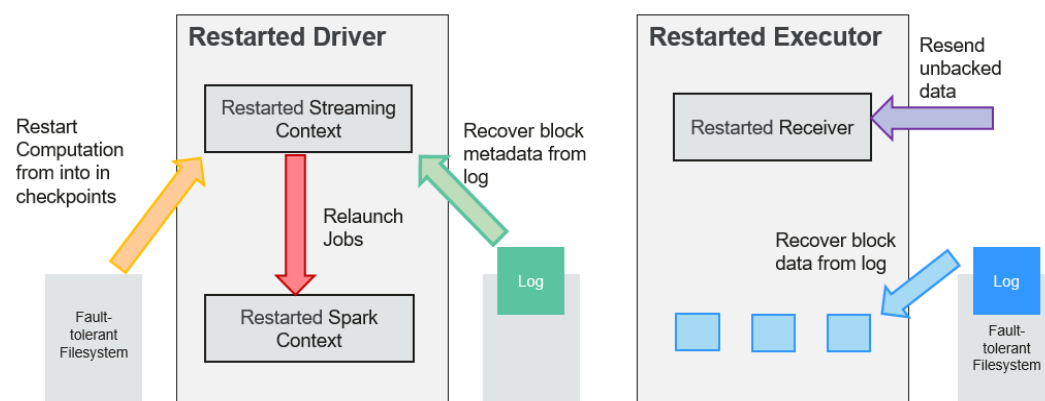 Restarted Driver
Restarted Streaming
Context
Restart
Computation
from into in
checkpoints
Recover block
metadata from
log
Relaunch
Jobs
Log
Fault-
tolerant
Filesystem
Restarted Spark
Context
Restarted Executor
Resend
unbacked
data
Restarted Receiver
Recover block
data from log
Log
Fault-
tolerant
Filesystem